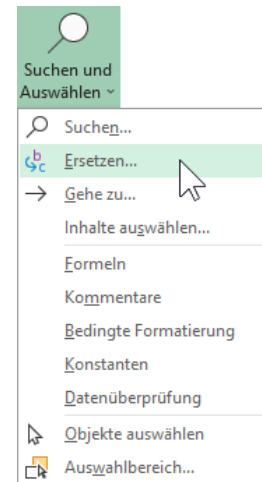 Suchen und
Auswählen
Suchen...
Ersetzen...
Gehe zu...
Inhalte auswählen...
Formeln
Kommentare
Bedingte Formatierung
Konstanten
Datenüberprüfung
Objekte auswählen
Auswahlbereich...